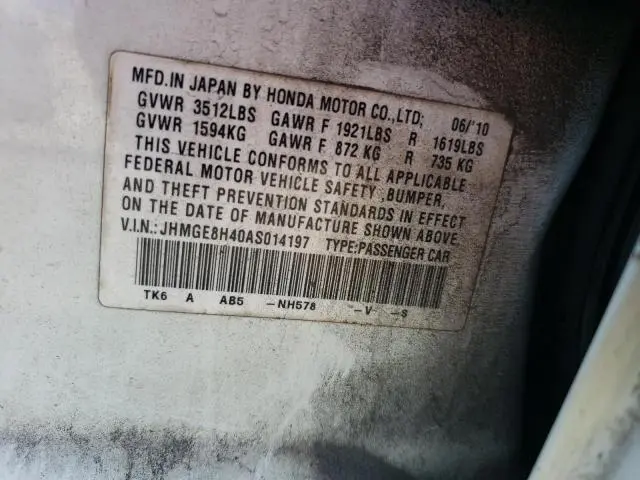 MFD.IN JAPAN BY HONDA MOTOR CO.,LTD; 06/'10
GVWR 3512LBS GAWR F 1921LBS R 1619LBS
GVWR 1594KG GAWR F 872 KG R 735 KG
THIS VEHICLE CONFORMS TO ALL APPLICABLE
FEDERAL MOTOR VEHICLE SAFETY ,BUMPER,
AND THEFT PREVENTION STANDARDS IN EFFECT
ON THE DATE OF MANUFACTURE SHOWN ABOVE
V.I.N.:JHMGE8H40AS014197 TYPE:PASSENGER CAR
TK6 A AB5 -NH578 -V -S